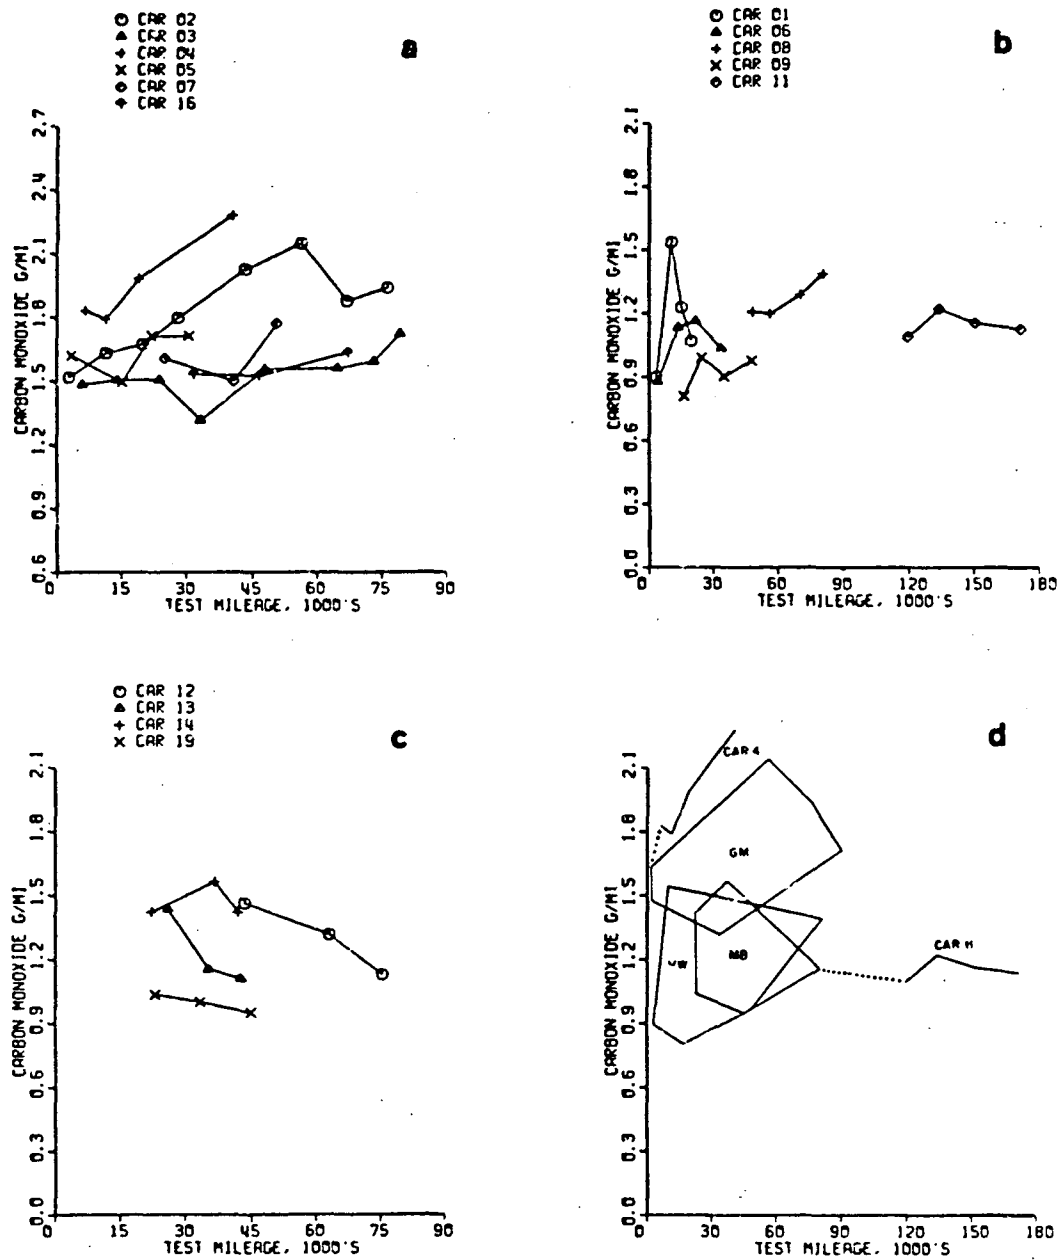 CAR 02
CAR 03
CAR 04
CAR 05
CAR 07
CAR 16
a
2.7
2.4
2.1
1.8
1.5
1.2
0.9
0.6
CARBON MONOXIDE G/MI
0 15 30 45 60 75 90
TEST MILEAGE, 1000'S
CAR 01
CAR 06
CAR 08
CAR 09
CAR 11
b
2.1
1.8
1.5
1.2
0.9
0.6
0.3
0.0
CARBON MONOXIDE G/MI
0 30 60 90 120 150 180
TEST MILEAGE, 1000'S
CAR 12
CAR 13
CAR 14
CAR 19
c
2.1
1.8
1.5
1.2
0.9
0.6
0.3
0.0
CARBON MONOXIDE G/MI
0 15 30 45 60 75 90
TEST MILEAGE, 1000'S
d
CAR 4
GM
MB
CAR 11
2.1
1.8
1.5
1.2
0.9
0.6
0.3
0.0
CARBON MONOXIDE G/MI
0 30 60 90 120 150 180
TEST MILEAGE, 1000'S